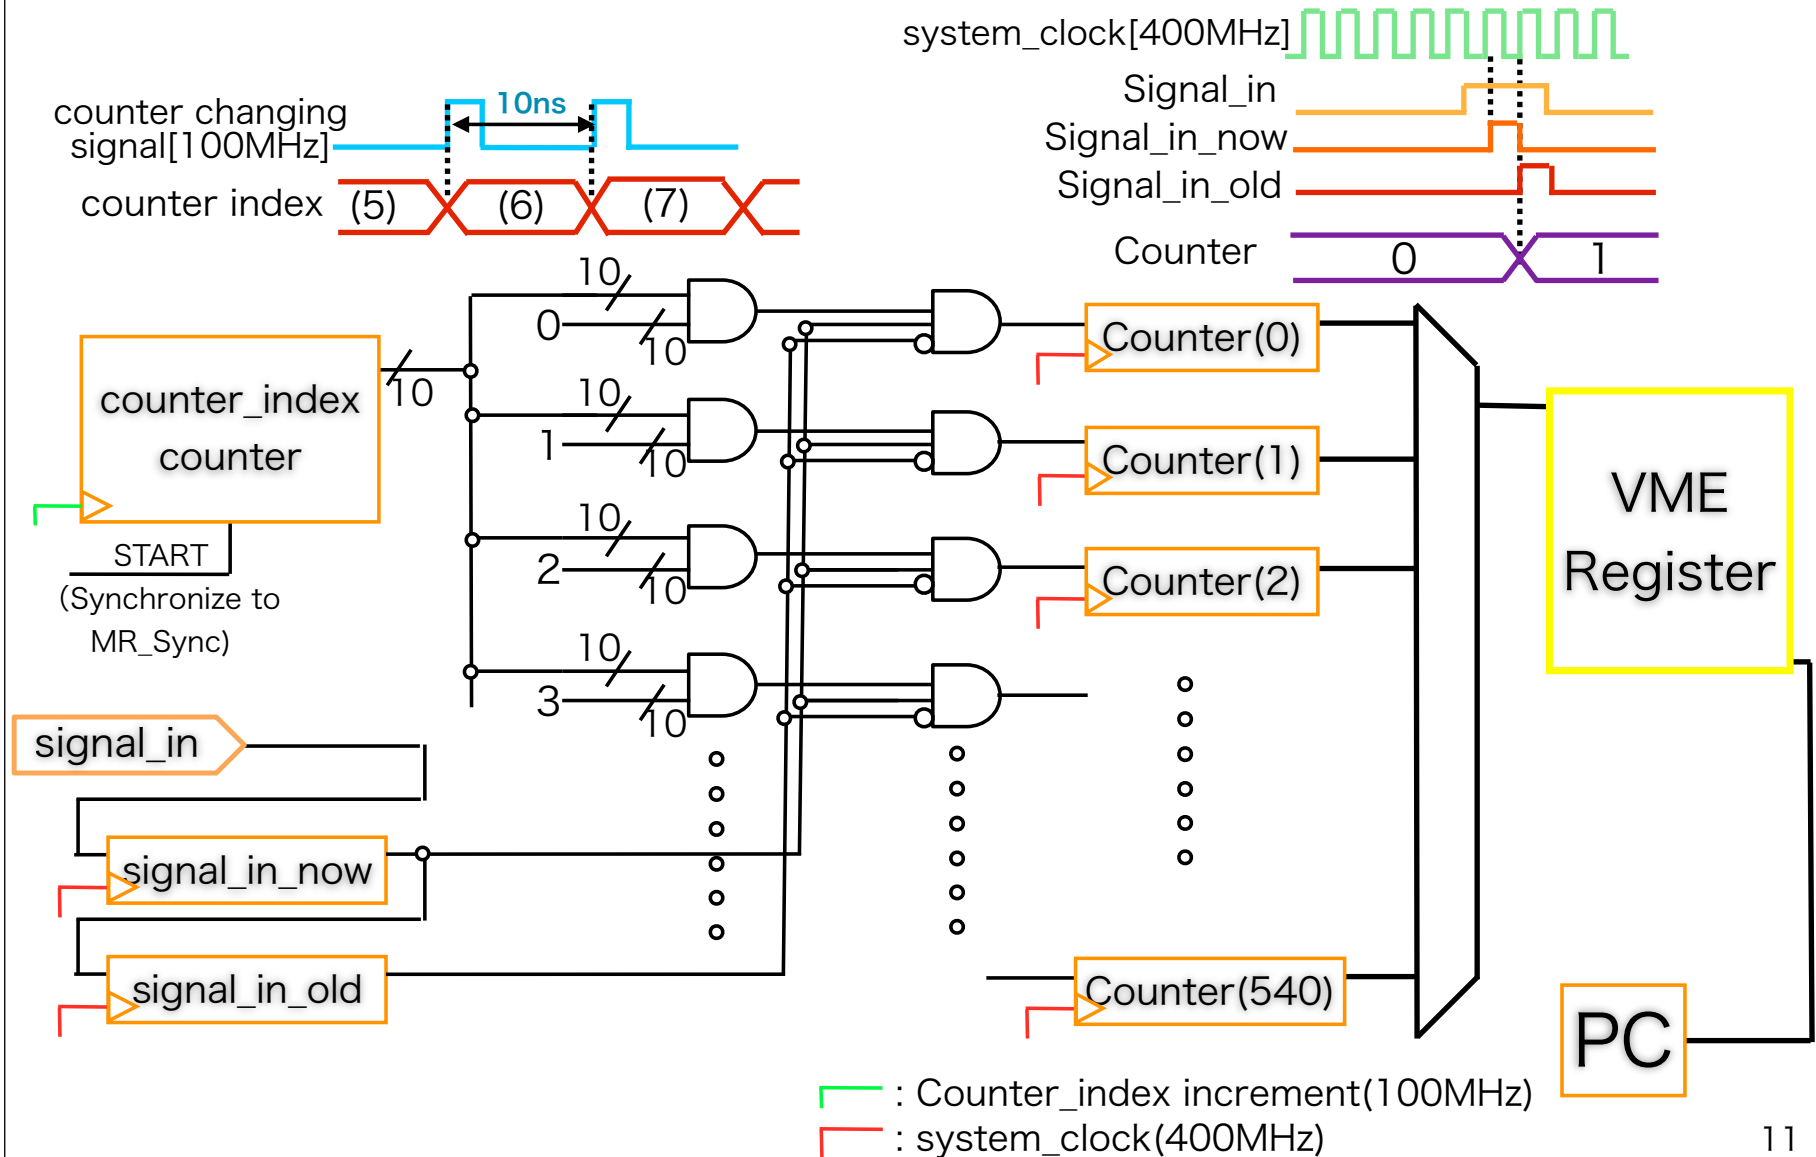 system_clock[400MHz]
Signal_in
Signal_in_now
Signal_in_old
Counter
0
1
counter changing
signal[100MHz]
10ns
counter index
(5)
(6)
(7)
counter_index
counter
10
START
(Synchronize to
MR_Sync)
10
0
10
10
1
10
10
2
10
10
3
10
Counter(0)
Counter(1)
Counter(2)
Counter(540)
VME
Register
PC
signal_in
signal_in_now
signal_in_old
: Counter_index increment(100MHz)
: system_clock(400MHz)
11